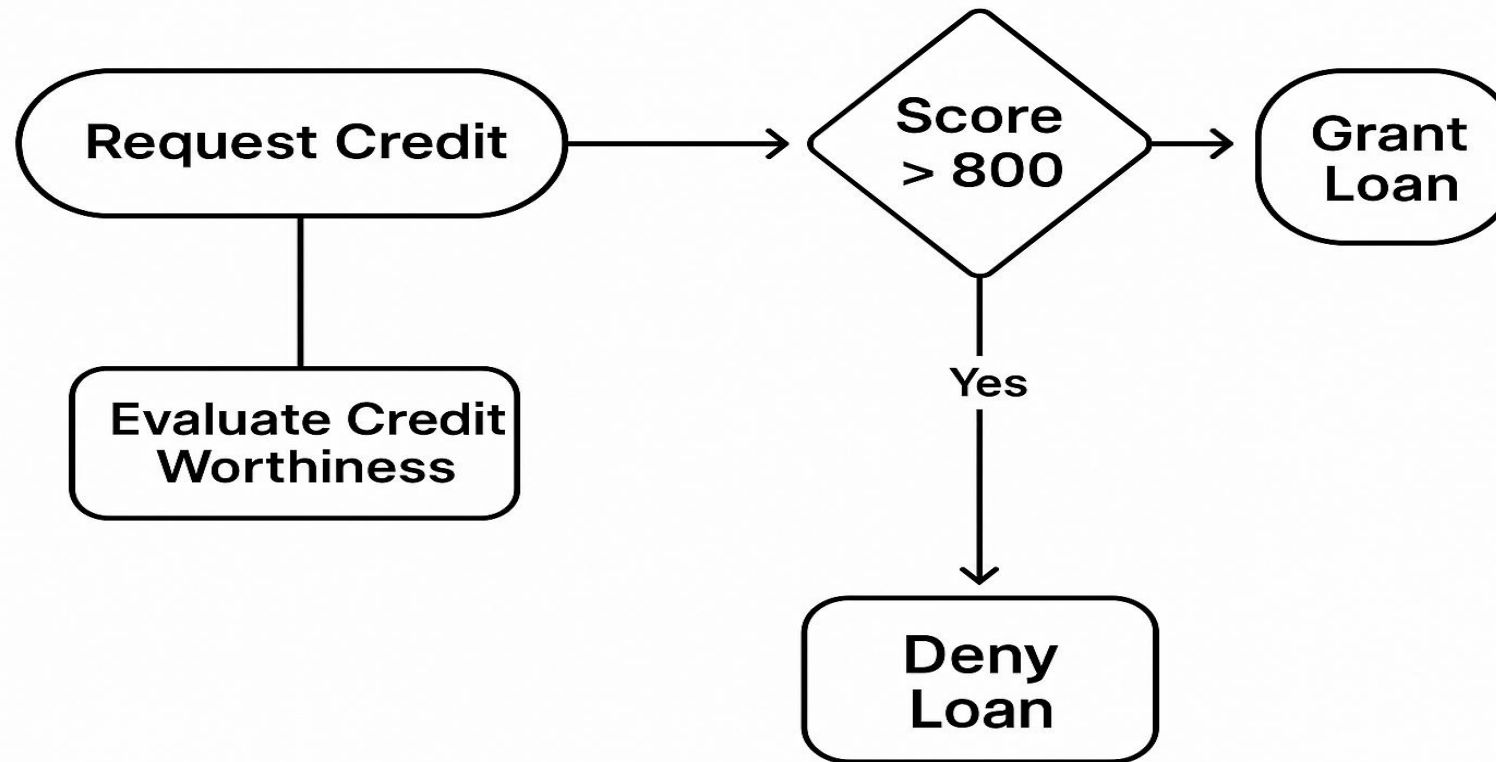 Request Credit
Score
> 800
Grant
Loan
Evaluate Credit
Worthiness
Yes
Deny
Loan